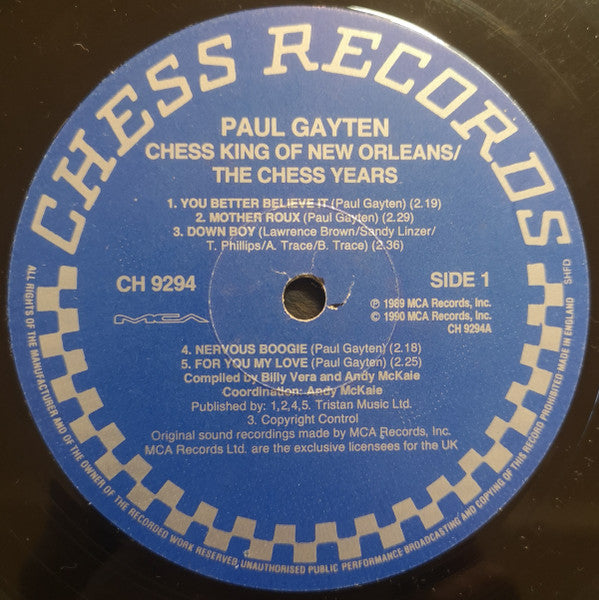 CHESS RECORDS
PAUL GAYTEN
CHESS KING OF NEW ORLEANS/
THE CHESS YEARS
1. YOU BETTER BELIEVE IT (Paul Gayten) (2.19)
2. MOTHER ROUX (Paul Gayten) (2.29)
3. DOWN BOY (Lawrence Brown/Sandy Linzer/
T. Phillips/A. Trace/B. Trace) (2.36)
CH 9294
SIDE 1
MCA
℗ 1989 MCA Records, Inc.
© 1990 MCA Records, Inc.
CH 9294A
4. NERVOUS BOOGIE (Paul Gayten) (2.18)
5. FOR YOU MY LOVE (Paul Gayten) (2.25)
Compiled by Billy Vera and Andy McKaie
Coordination: Andy McKaie
Published by: 1,2,4,5. Tristan Music Ltd.
3. Copyright Control
Original sound recordings made by MCA Records, Inc.
MCA Records Ltd. are the exclusive licensees for the UK
ALL RIGHTS OF THE MANUFACTURER AND OF THE OWNER OF THE RECORDED WORK RESERVED, UNAUTHORISED PUBLIC PERFORMANCE BROADCASTING AND COPYING OF THIS RECORD PROHIBITED MADE IN ENGLAND
SHFD